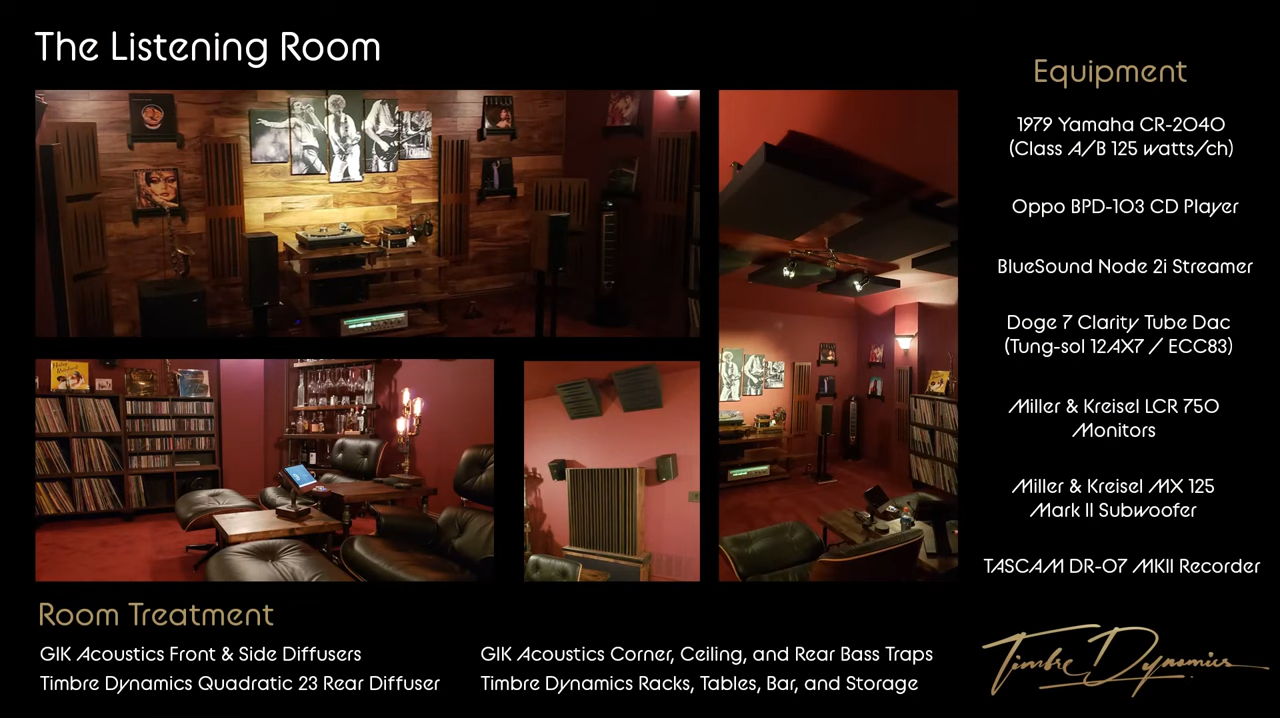 The Listening Room
Equipment
1979 Yamaha CR-2040
(Class A/B 125 watts/ch)
Oppo BPD-103 CD Player
BlueSound Node 2i Streamer
Doge 7 Clarity Tube Dac
(Tung-sol 12AX7 / ECC83)
Miller & Kreisel LCR 750
Monitors
Miller & Kreisel MX 125
Mark II Subwoofer
TASCAM DR-07 MKII Recorder
Room Treatment
GIK Acoustics Front & Side Diffusers
Timbre Dynamics Quadratic 23 Rear Diffuser
GIK Acoustics Corner, Ceiling, and Rear Bass Traps
Timbre Dynamics Racks, Tables, Bar, and Storage
Timbre Dynamics